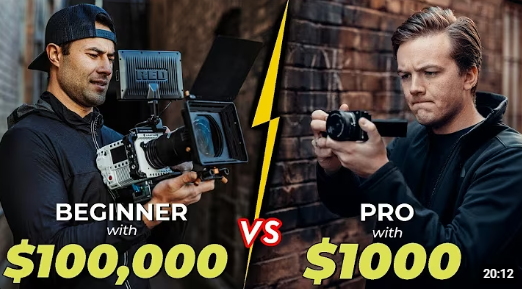 RED
BEGINNER
with
$100,000
VS
PRO
with
$1000
20:12